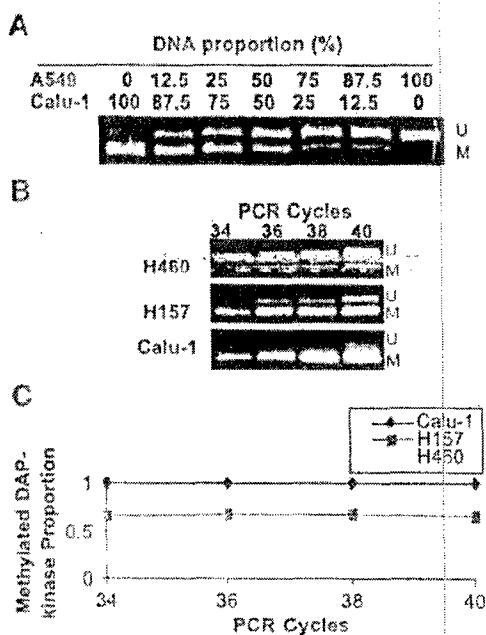 A
DNA proportion (%)
A549 0 12.5 25 50 75 87.5 100
Calu-1 100 87.5 75 50 25 12.5 0
U
M
B
PCR Cycles
34 36 38 40
H460 U
M
H157 U
M
Calu-1 U
M
C
Calu-1
H157
H460
Methylated DAP-
kinase Proportion
1
0.5
0
34 36 38 40
PCR Cycles